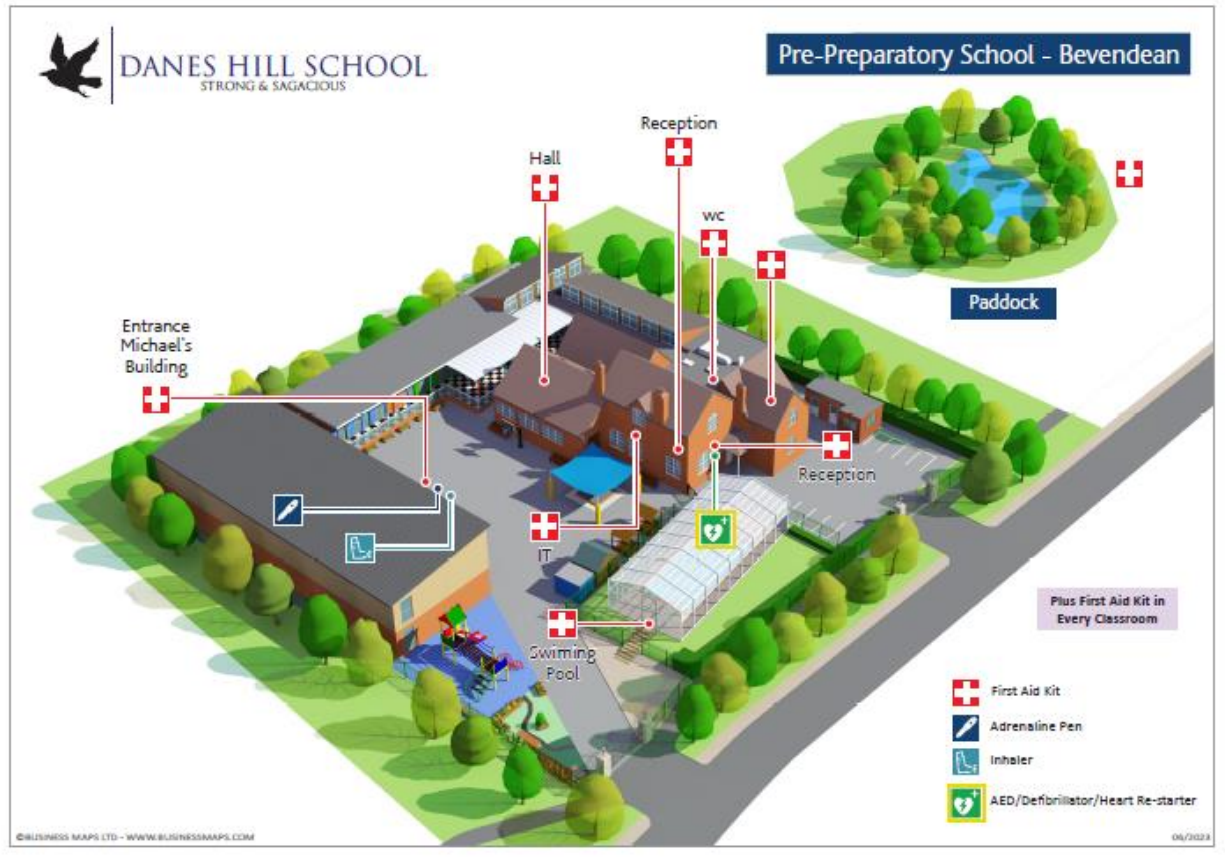 DANES HILL SCHOOL
STRONG & SAGACIOUS
Pre-Preparatory School - Bevendean
Reception
Hall
wc
Paddock
Entrance
Michael's
Building
Reception
IT
Swiming
Pool
Plus First Aid Kit in
Every Classroom
First Aid Kit
Adrenaline Pen
Inhaler
AED/Defibrillator/Heart Re-starter
©BUSINESS MAPS LTD - WWW.BUSINESSMAPS.COM
06/2023